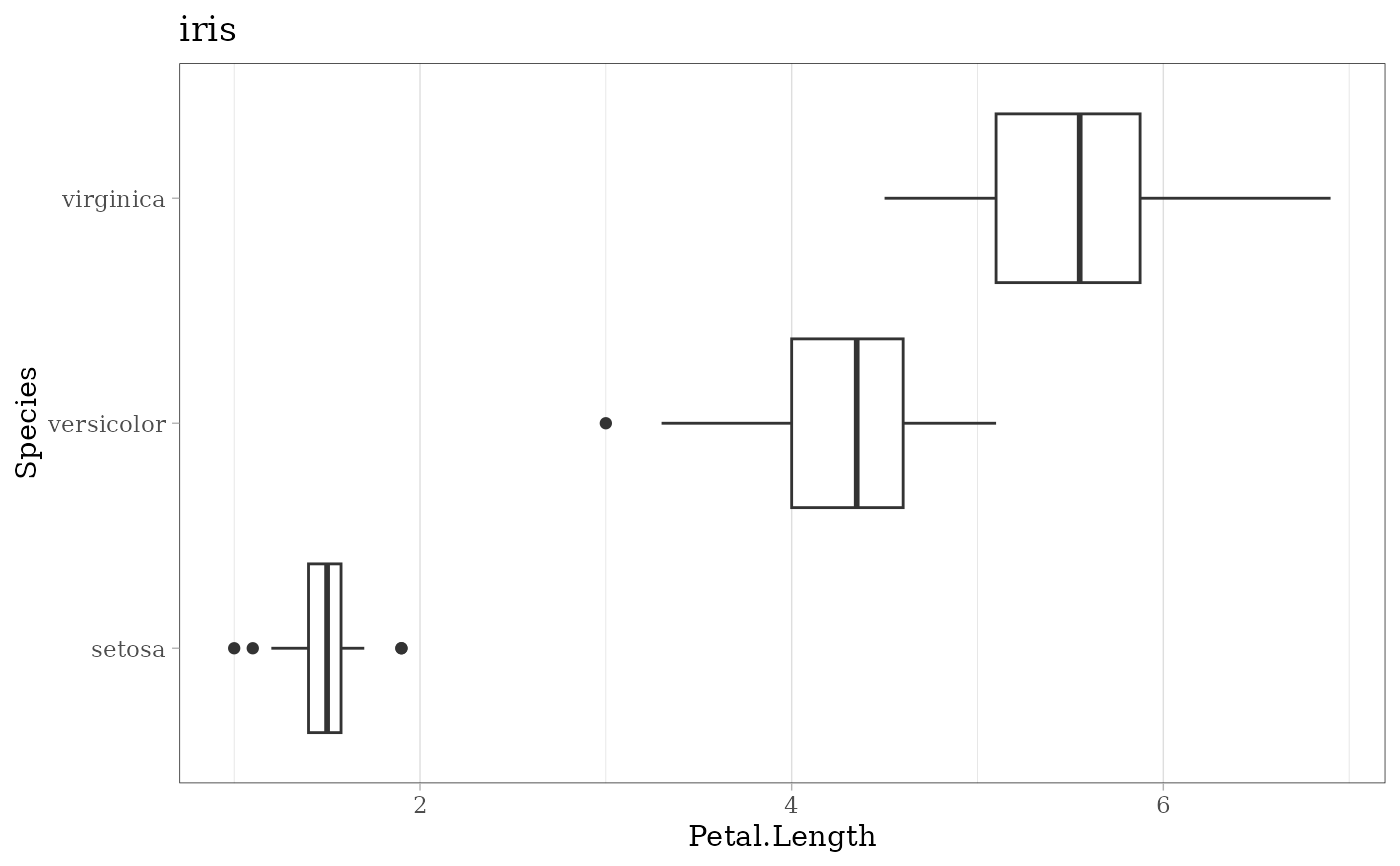 iris
virginica
versicolor
setosa
Species
2 4 6
Petal.Length